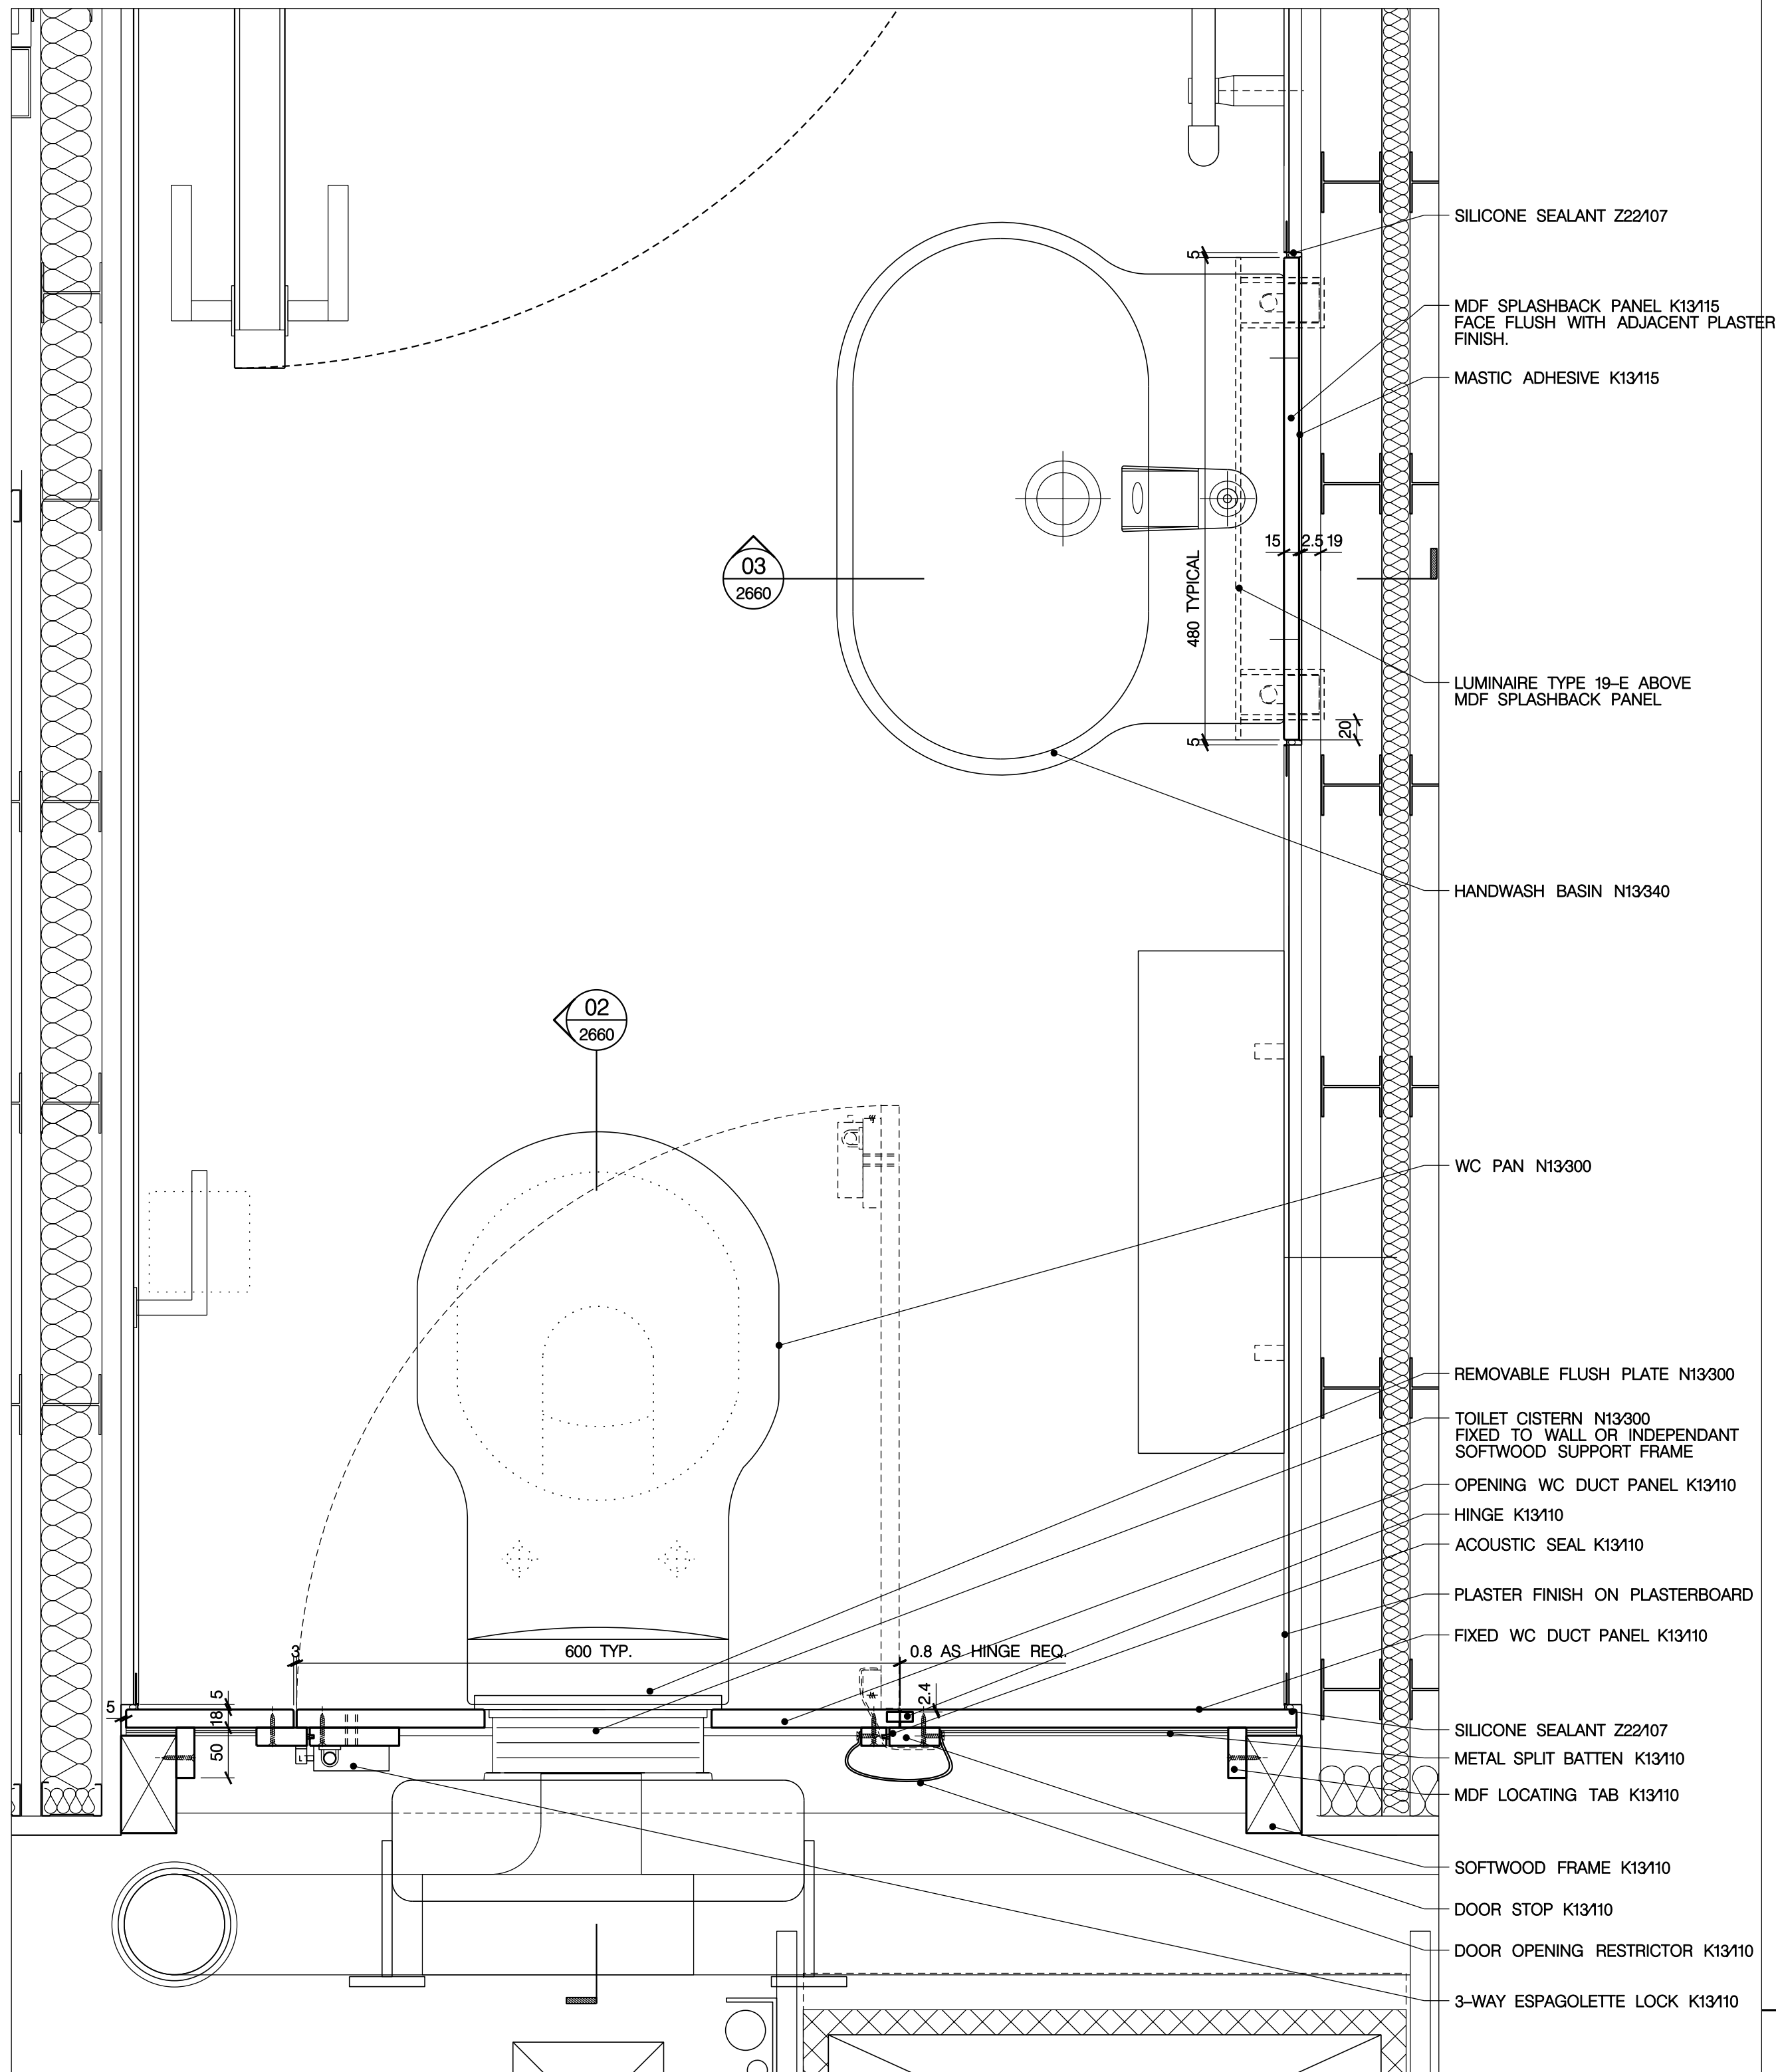 SILICONE SEALANT Z22/107
5
MDF SPLASHBACK PANEL K13/115
FACE FLUSH WITH ADJACENT PLASTER
FINISH.
MASTIC ADHESIVE K13/115
15 2.5 19
03
2660
480 TYPICAL
LUMINAIRE TYPE 19-E ABOVE
MDF SPLASHBACK PANEL
20
5
HANDWASH BASIN N13/340
02
2660
WC PAN N13/300
REMOVABLE FLUSH PLATE N13/300
TOILET CISTERN N13/300
FIXED TO WALL OR INDEPENDANT
SOFTWOOD SUPPORT FRAME
OPENING WC DUCT PANEL K13/110
HINGE K13/110
ACOUSTIC SEAL K13/110
PLASTER FINISH ON PLASTERBOARD
FIXED WC DUCT PANEL K13/110
3
600 TYP.
0.8 AS HINGE REQ.
5
5
18
50
2.4
SILICONE SEALANT Z22/107
METAL SPLIT BATTEN K13/110
MDF LOCATING TAB K13/110
SOFTWOOD FRAME K13/110
DOOR STOP K13/110
DOOR OPENING RESTRICTOR K13/110
3-WAY ESPAGOLETTE LOCK K13/110